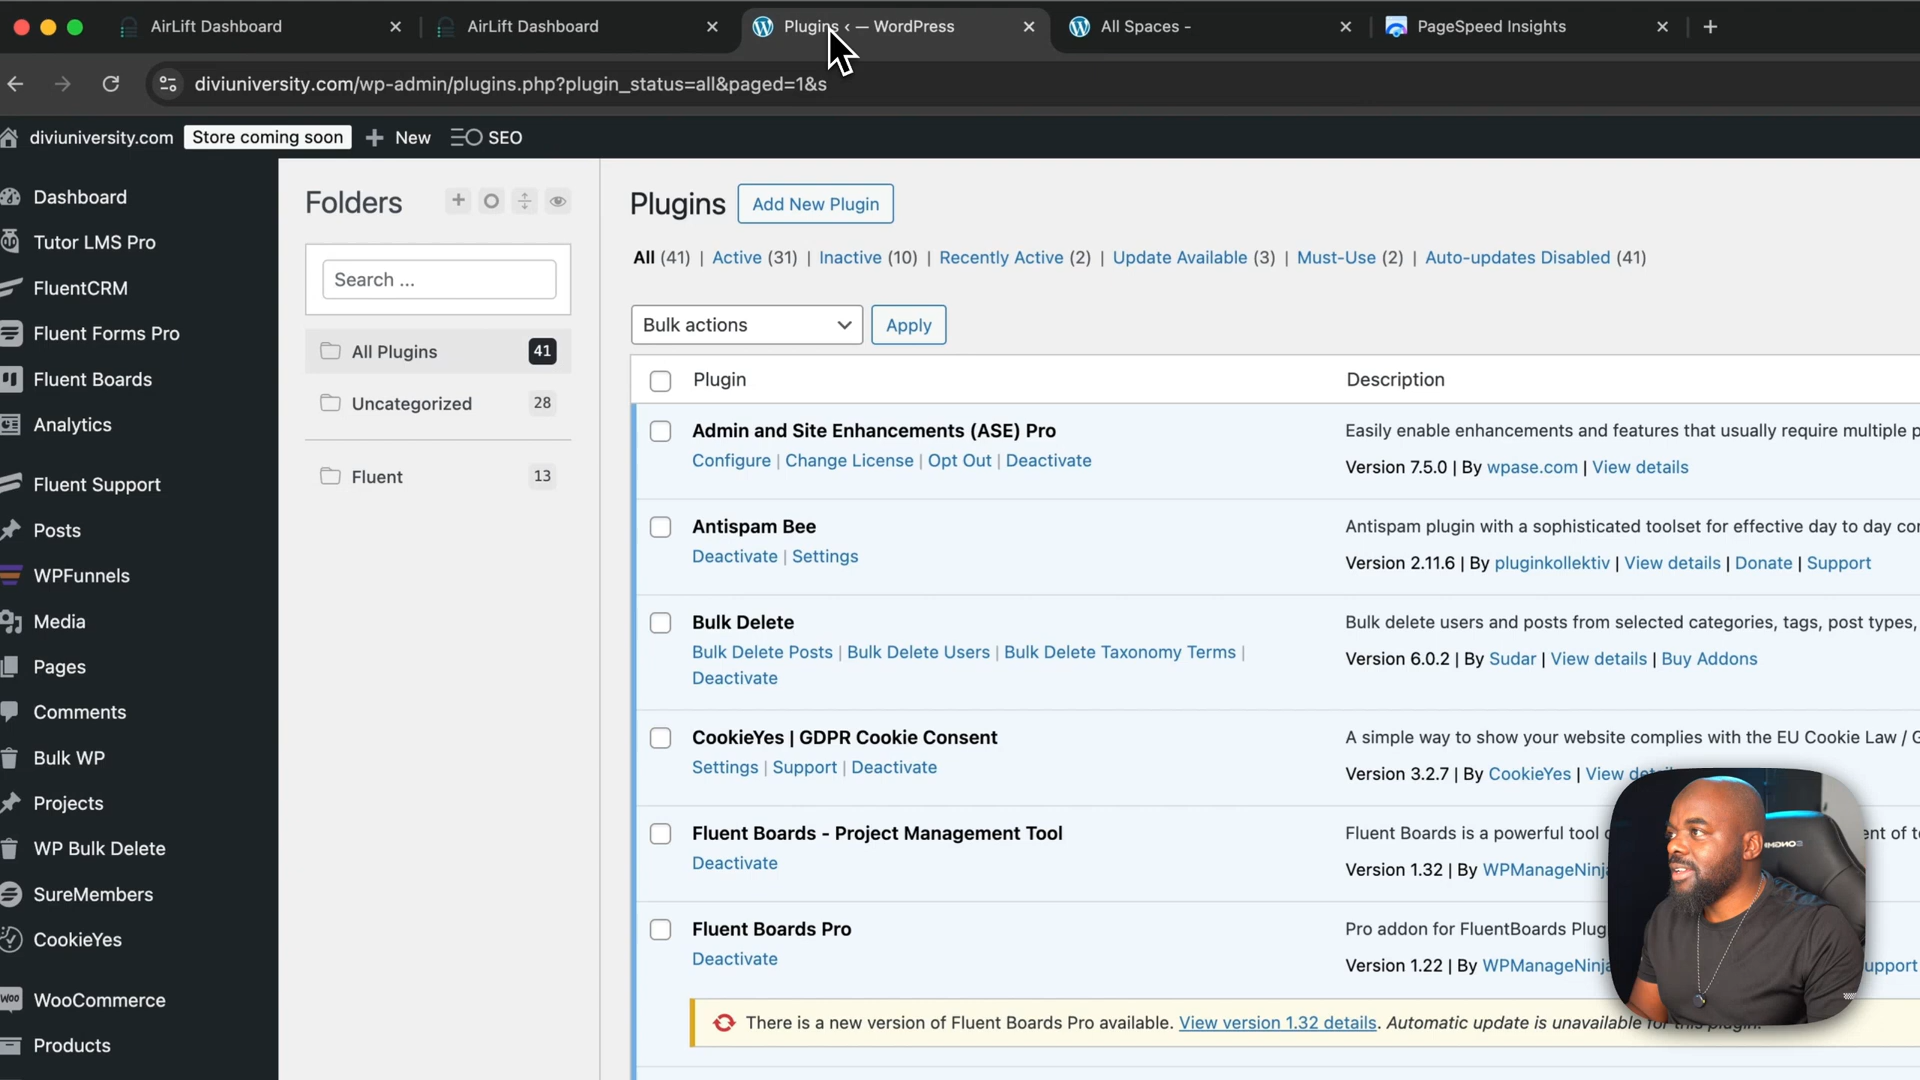 AirLift Dashboard
AirLift Dashboard
Plugins ‹ — WordPress
All Spaces -
PageSpeed Insights
diviuniversity.com/wp-admin/plugins.php?plugin_status=all&paged=1&s
diviuniversity.com
Store coming soon
New
SEO
Dashboard
Tutor LMS Pro
FluentCRM
Fluent Forms Pro
Fluent Boards
Analytics
Fluent Support
Posts
WPFunnels
Media
Pages
Comments
Bulk WP
Projects
WP Bulk Delete
SureMembers
CookieYes
WooCommerce
Products
Folders
Search ...
All Plugins 41
Uncategorized 28
Fluent 13
Plugins
Add New Plugin
All (41) | Active (31) | Inactive (10) | Recently Active (2) | Update Available (3) | Must-Use (2) | Auto-updates Disabled (41)
Bulk actions
Apply
Plugin
Description
Admin and Site Enhancements (ASE) Pro
Configure | Change License | Opt Out | Deactivate
Easily enable enhancements and features that usually require multiple
Version 7.5.0 | By wpase.com | View details
Antispam Bee
Deactivate | Settings
Antispam plugin with a sophisticated toolset for effective day to day
Version 2.11.6 | By pluginkollektiv | View details | Donate | Support
Bulk Delete
Bulk Delete Posts | Bulk Delete Users | Bulk Delete Taxonomy Terms |
Deactivate
Bulk delete users and posts from selected categories, tags, post types,
Version 6.0.2 | By Sudar | View details | Buy Addons
CookieYes | GDPR Cookie Consent
Settings | Support | Deactivate
A simple way to show your website complies with the EU Cookie Law /
Version 3.2.7 | By CookieYes | View
Fluent Boards - Project Management Tool
Deactivate
Fluent Boards is a powerful tool
Version 1.32 | By WPManageNinja
Fluent Boards Pro
Deactivate
Pro addon for FluentBoards
Version 1.22 | By WPManageNinja
There is a new version of Fluent Boards Pro available. View version 1.32 details. Automatic update is unavailable for this plugin.